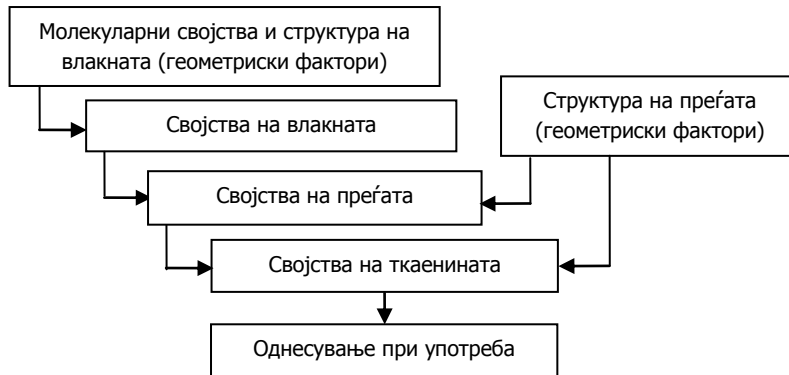 Молекуларни својства и структура на
влакната (геометриски фактори)
Структура на преѓата
(геометриски фактори)
Својства на влакната
Својства на преѓата
Својства на ткаенината
Однесување при употреба